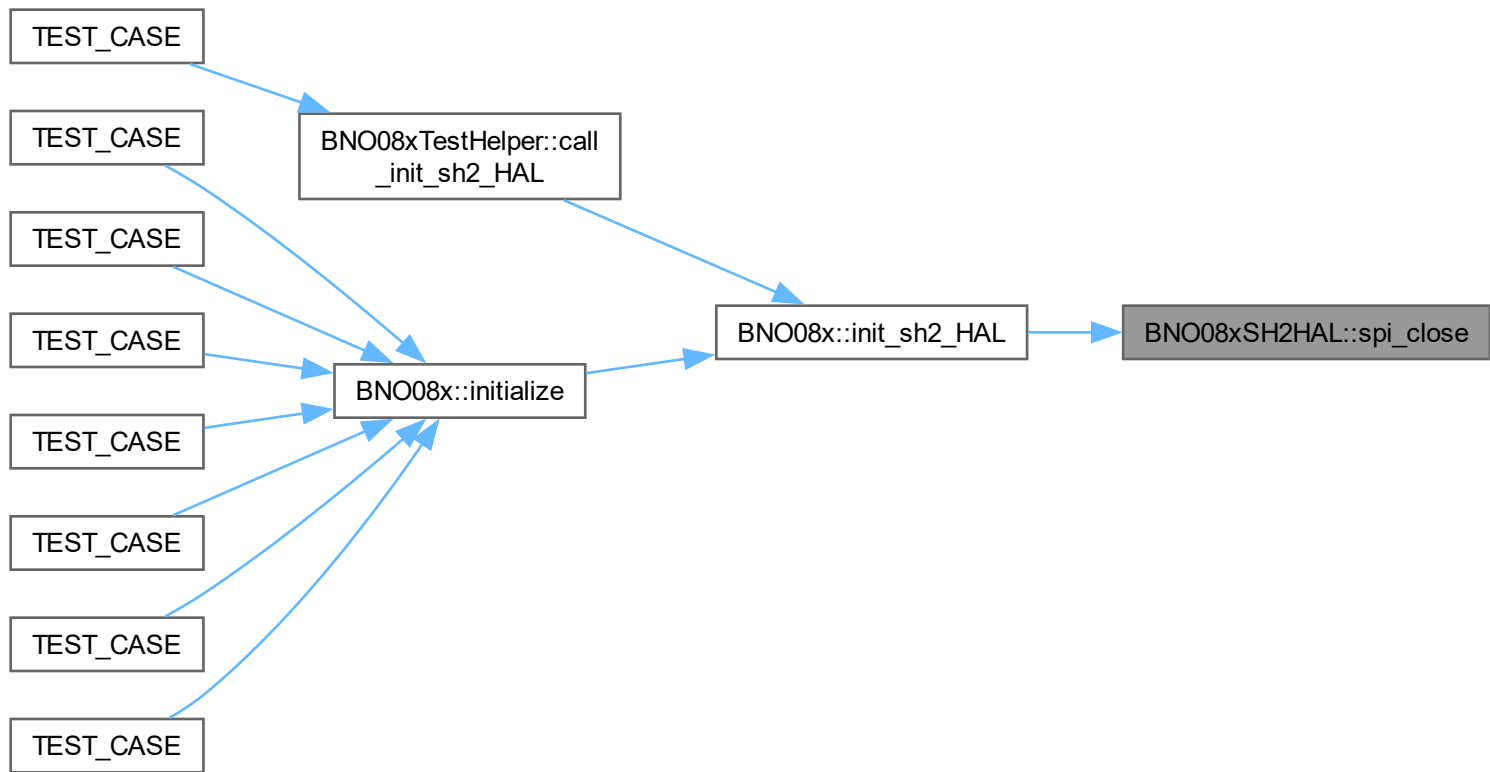 TEST_CASE
TEST_CASE
BNO08xTestHelper::call
_init_sh2_HAL
TEST_CASE
TEST_CASE
BNO08x::init_sh2_HAL
BNO08xSH2HAL::spi_close
BNO08x::initialize
TEST_CASE
TEST_CASE
TEST_CASE
TEST_CASE